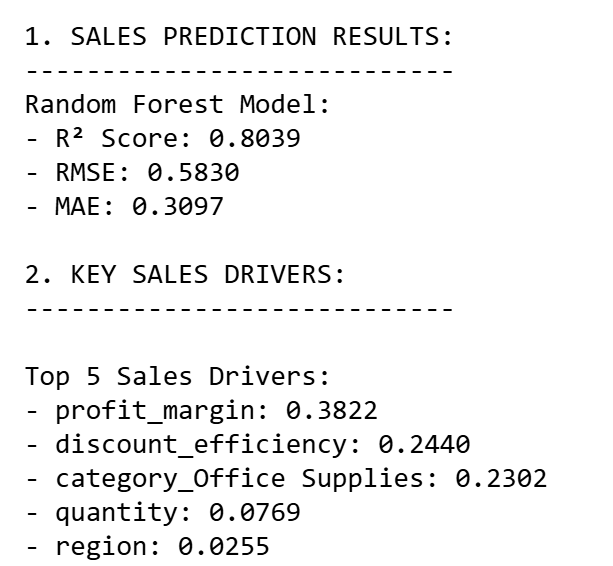 1. SALES PREDICTION RESULTS:
----------------------------
Random Forest Model:
- R² Score: 0.8039
- RMSE: 0.5830
- MAE: 0.3097
2. KEY SALES DRIVERS:
----------------------------
Top 5 Sales Drivers:
- profit_margin: 0.3822
- discount_efficiency: 0.2440
- category_Office Supplies: 0.2302
- quantity: 0.0769
- region: 0.0255